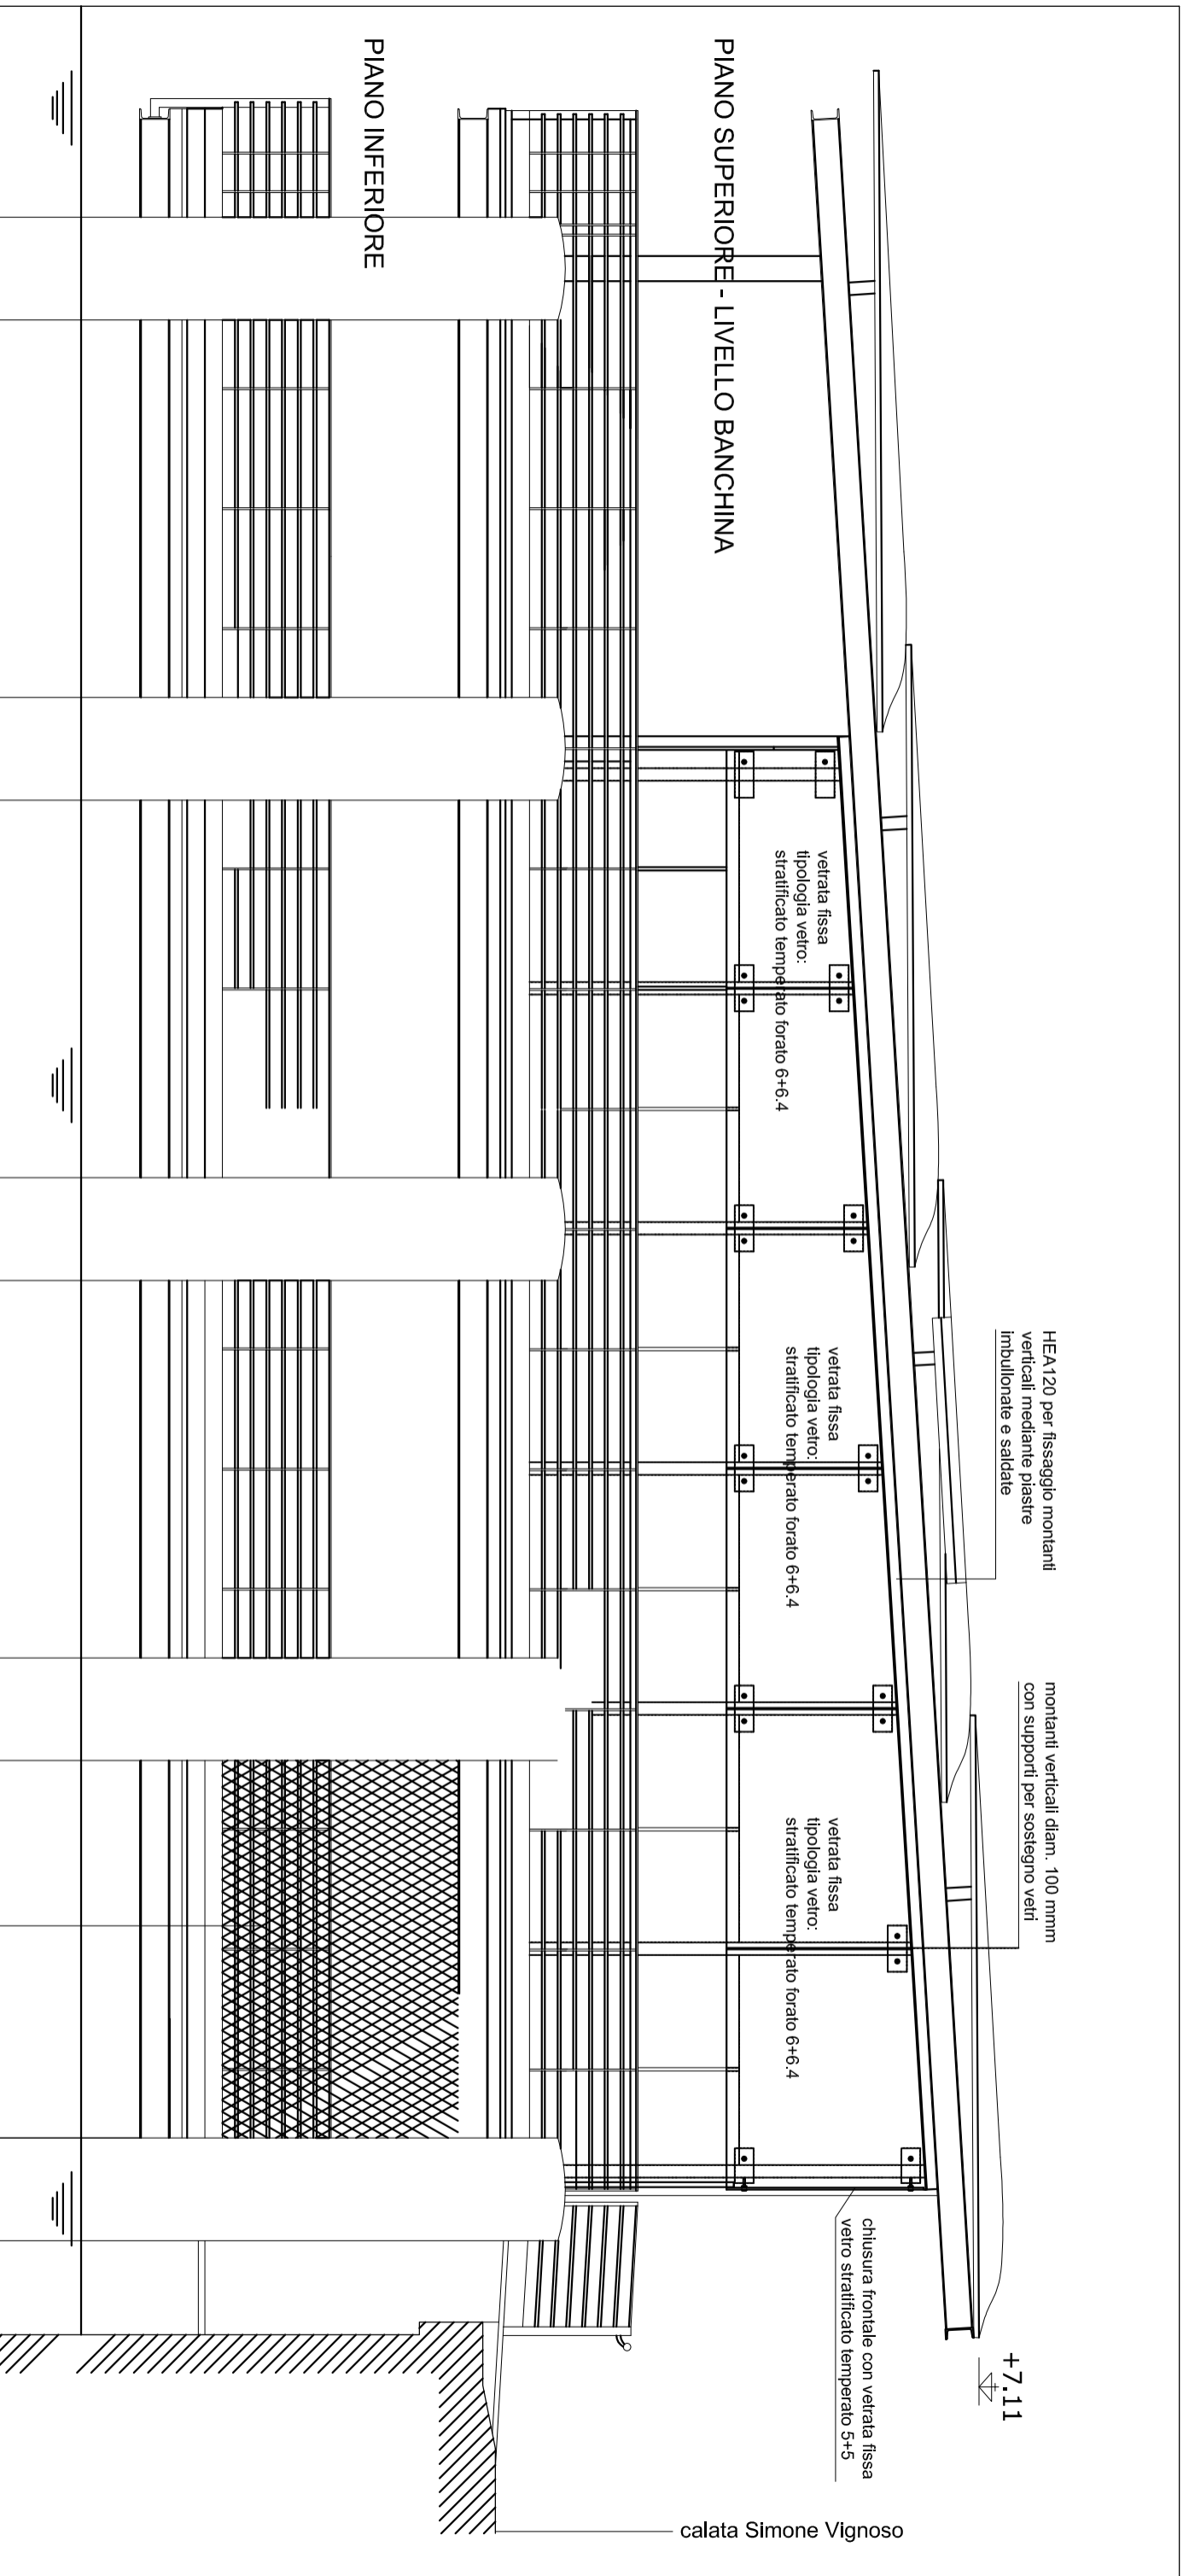 HEA120 per fissaggio montanti
verticali mediante piastre
imbullonate e saldate
montanti verticali diam. 100 mmm
con supporti per sostegno vetri
+7.11
chiusura frontale con vetrata fissa
vetro stratificato temperato 5+5
vetrata fissa
tipologia vetro:
stratificato temperato forato 6+6.4
vetrata fissa
tipologia vetro:
stratificato temperato forato 6+6.4
vetrata fissa
tipologia vetro:
stratificato temperato forato 6+6.4
PIANO SUPERIORE - LIVELLO BANCHINA
calata Simone Vignoso
PIANO INFERIORE